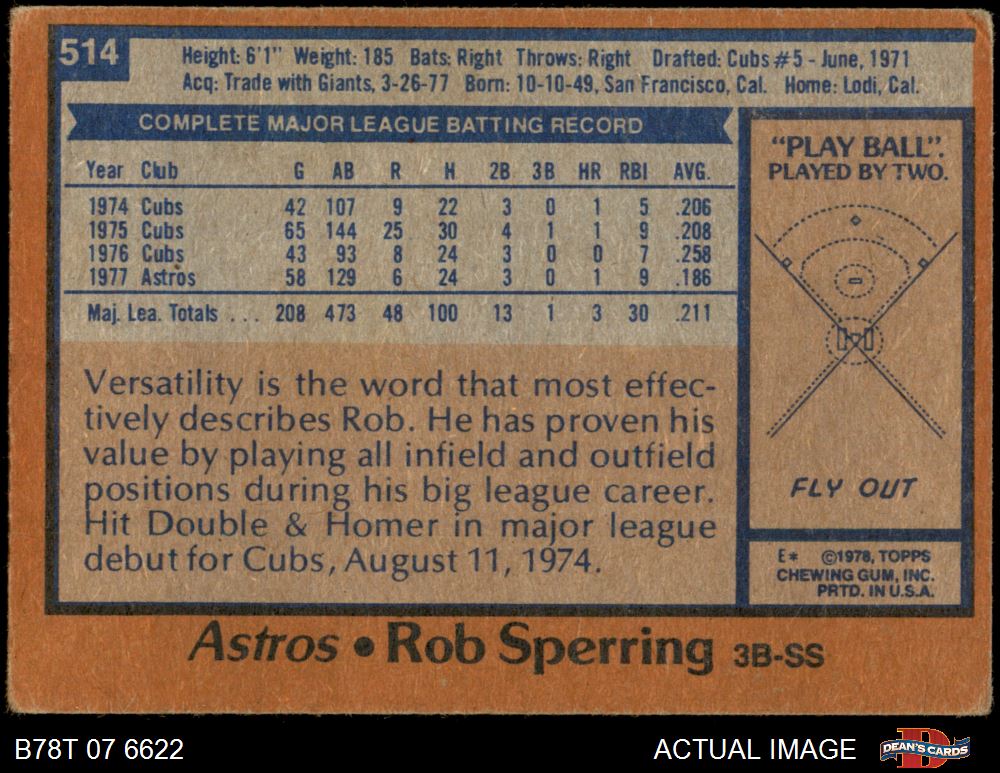 514
Height: 6'1" Weight: 185 Bats: Right Throws: Right Drafted: Cubs #5 - June, 1971
Acq: Trade with Giants, 3-26-77 Born: 10-10-49, San Francisco, Cal. Home: Lodi, Cal.
COMPLETE MAJOR LEAGUE BATTING RECORD
Year Club G AB R H 2B 3B HR RBI AVG.
1974 Cubs 42 107 9 22 3 0 1 5 .206
1975 Cubs 65 144 25 30 4 1 1 9 .208
1976 Cubs 43 93 8 24 3 0 0 7 .258
1977 Astros 58 129 6 24 3 0 1 9 .186
Maj. Lea. Totals . . . 208 473 48 100 13 1 3 30 .211
Versatility is the word that most effec-
tively describes Rob. He has proven his
value by playing all infield and outfield
positions during his big league career.
Hit Double & Homer in major league
debut for Cubs, August 11, 1974.
"PLAY BALL".
PLAYED BY TWO.
FLY OUT
E* ©1978, TOPPS
CHEWING GUM, INC.
PRTD. IN U.S.A.
Astros • Rob Sperring 3B-SS
B78T 07 6622
ACTUAL IMAGE
D
DEAN'S CARDS